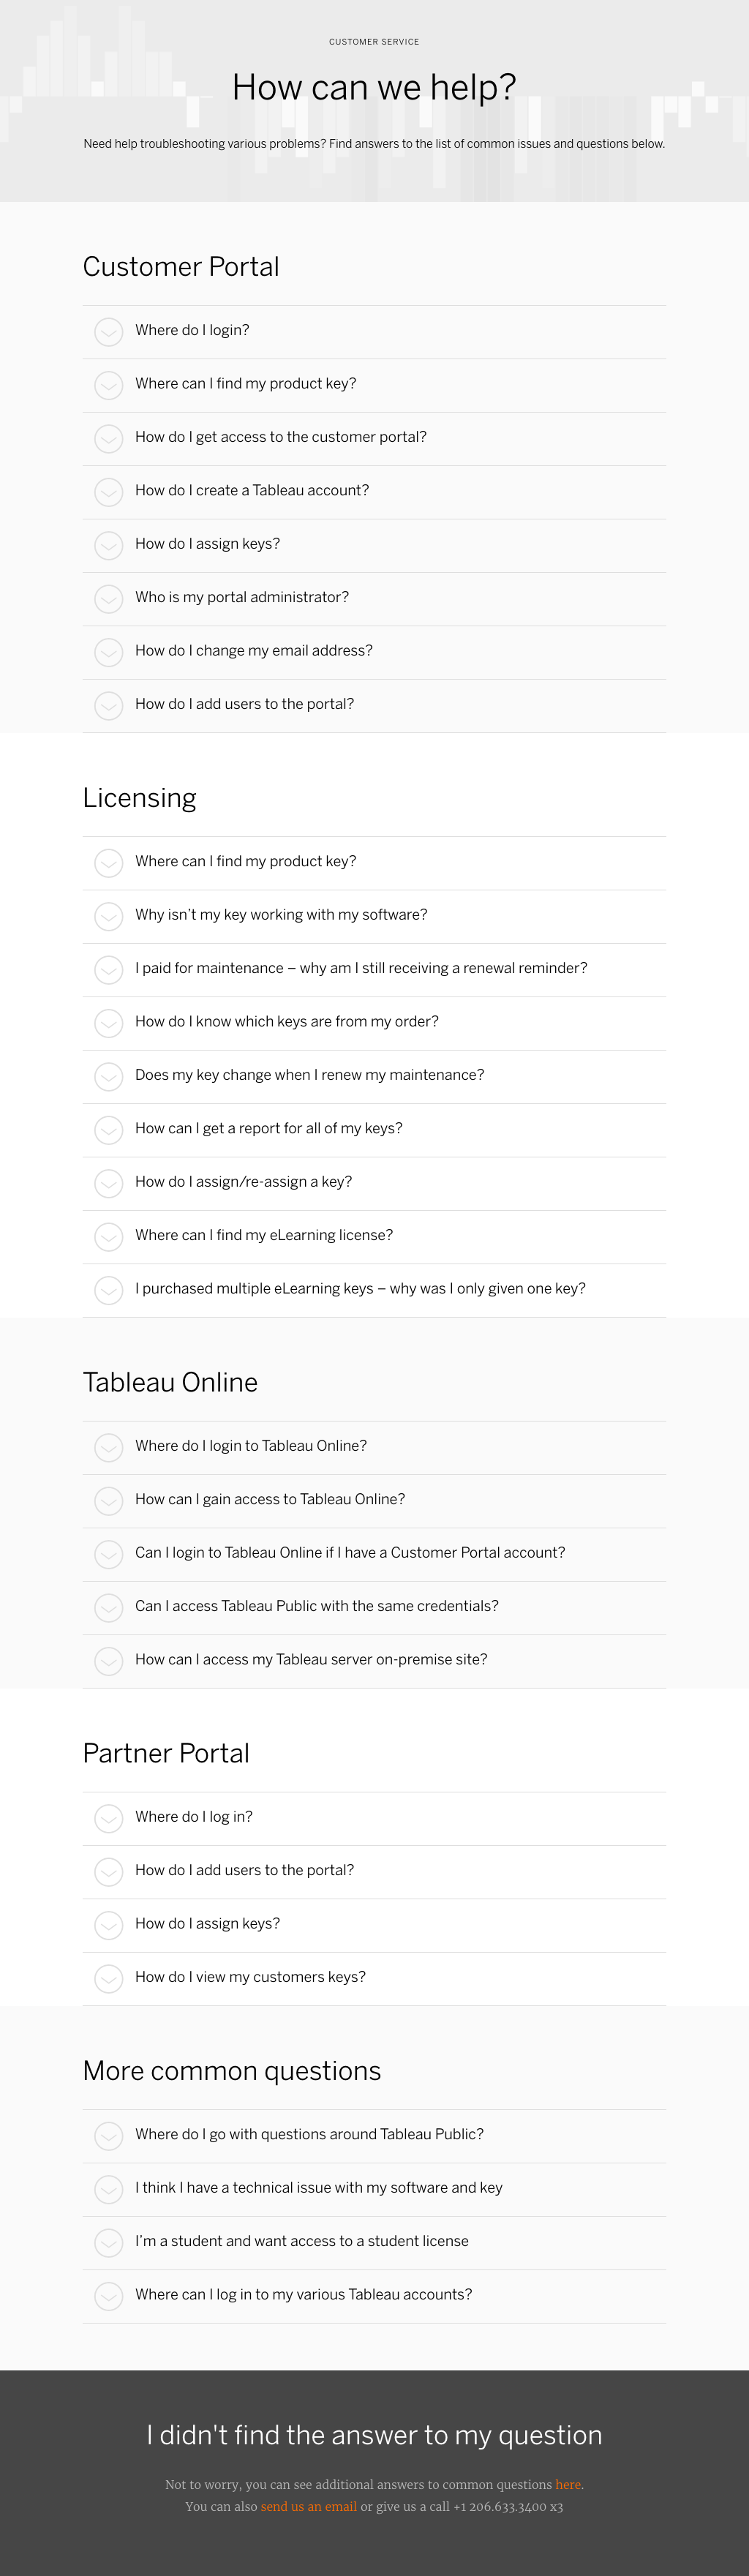 CUSTOMER SERVICE
How can we help?
Need help troubleshooting various problems? Find answers to the list of common issues and questions below.
Customer Portal
Where do I login?
Where can I find my product key?
How do I get access to the customer portal?
How do I create a Tableau account?
How do I assign keys?
Who is my portal administrator?
How do I change my email address?
How do I add users to the portal?
Licensing
Where can I find my product key?
Why isn’t my key working with my software?
I paid for maintenance – why am I still receiving a renewal reminder?
How do I know which keys are from my order?
Does my key change when I renew my maintenance?
How can I get a report for all of my keys?
How do I assign/re-assign a key?
Where can I find my eLearning license?
I purchased multiple eLearning keys – why was I only given one key?
Tableau Online
Where do I login to Tableau Online?
How can I gain access to Tableau Online?
Can I login to Tableau Online if I have a Customer Portal account?
Can I access Tableau Public with the same credentials?
How can I access my Tableau server on-premise site?
Partner Portal
Where do I log in?
How do I add users to the portal?
How do I assign keys?
How do I view my customers keys?
More common questions
Where do I go with questions around Tableau Public?
I think I have a technical issue with my software and key
I’m a student and want access to a student license
Where can I log in to my various Tableau accounts?
I didn't find the answer to my question
Not to worry, you can see additional answers to common questions here.
You can also send us an email or give us a call +1 206.633.3400 x3